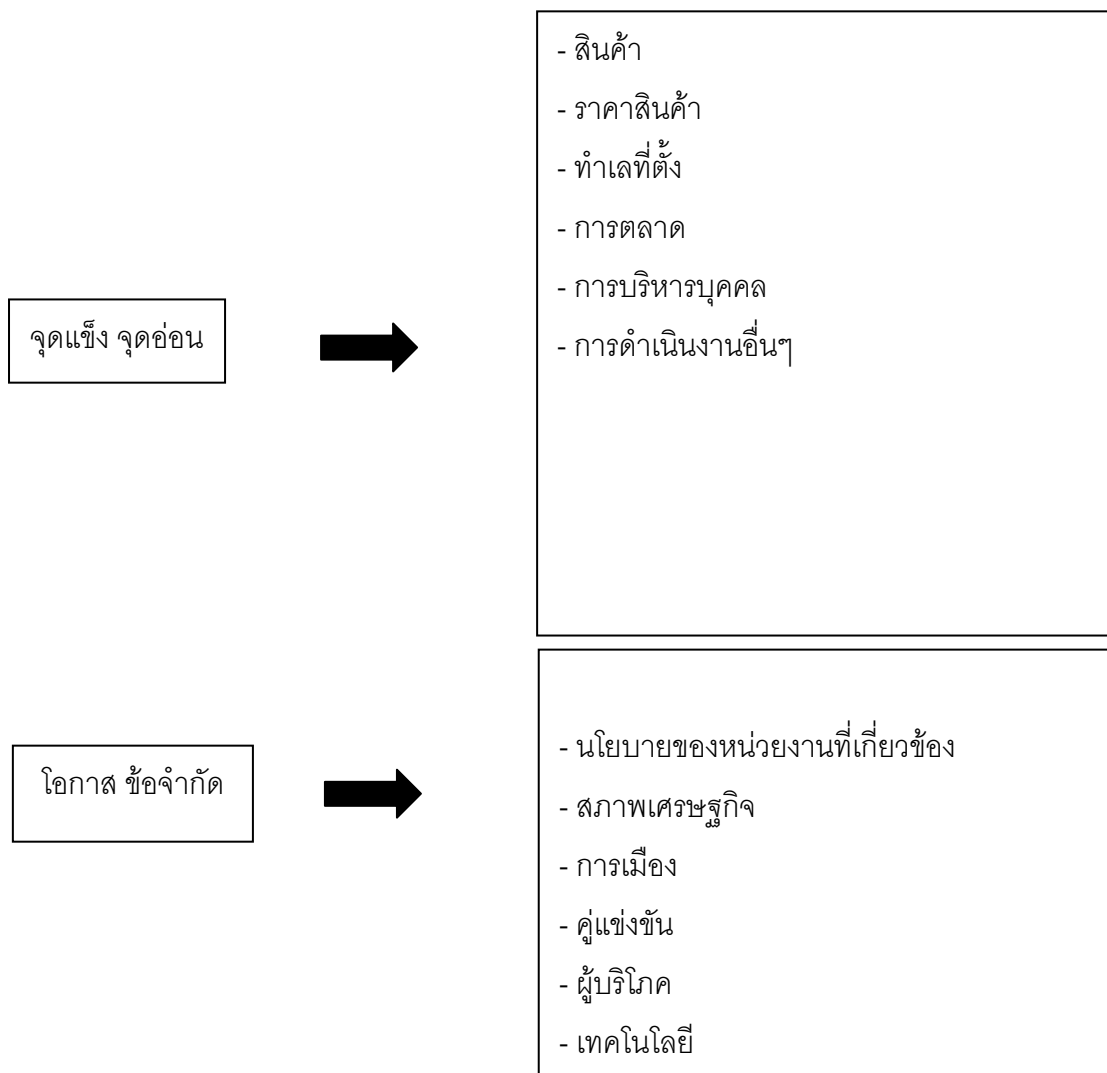 จุดแข็ง จุดอ่อน
- สินค้า
- ราคาสินค้า
- ทำเลที่ตั้ง
- การตลาด
- การบริหารบุคคล
- การดำเนินงานอื่นๆ
โอกาส ข้อจำกัด
- นโยบายของหน่วยงานที่เกี่ยวข้อง
- สภาพเศรษฐกิจ
- การเมือง
- คู่แข่งขัน
- ผู้บริโภค
- เทคโนโลยี